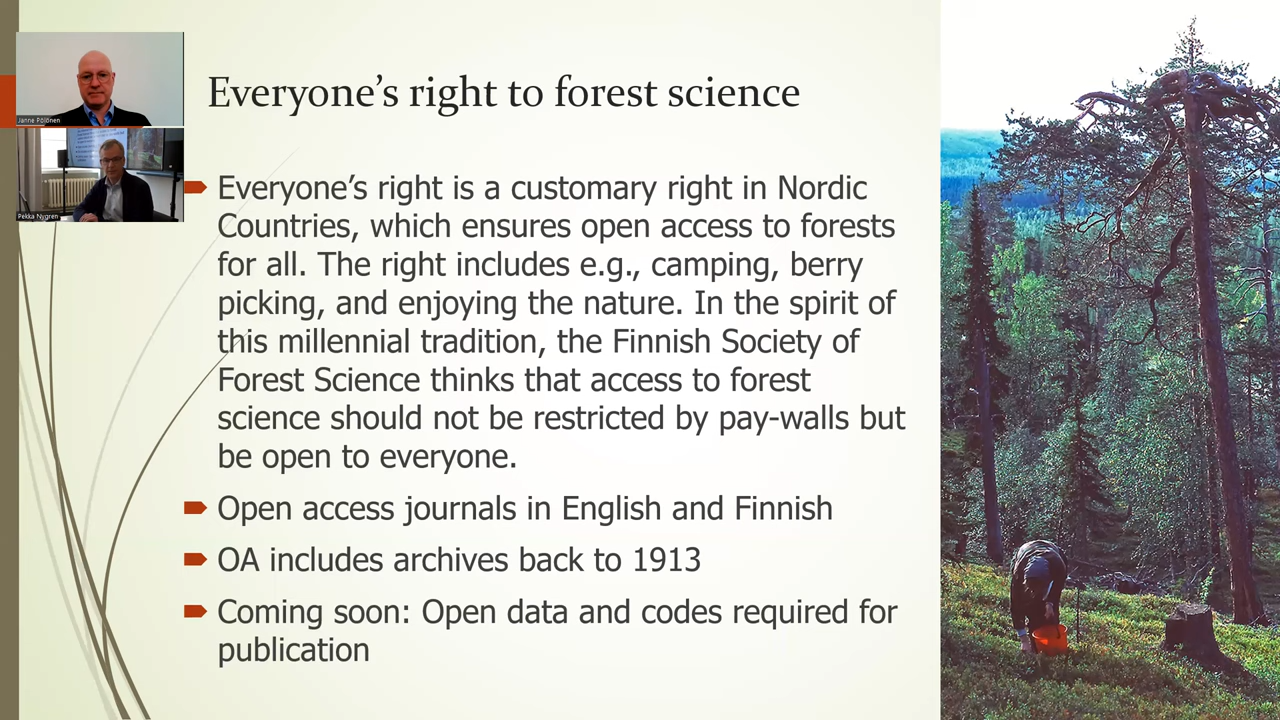 Janne Pölönen
Pekka Nygren
Everyone's right to forest science
Everyone's right is a customary right in Nordic
Countries, which ensures open access to forests
for all. The right includes e.g., camping, berry
picking, and enjoying the nature. In the spirit of
this millennial tradition, the Finnish Society of
Forest Science thinks that access to forest
science should not be restricted by pay-walls but
be open to everyone.
Open access journals in English and Finnish
OA includes archives back to 1913
Coming soon: Open data and codes required for
publication